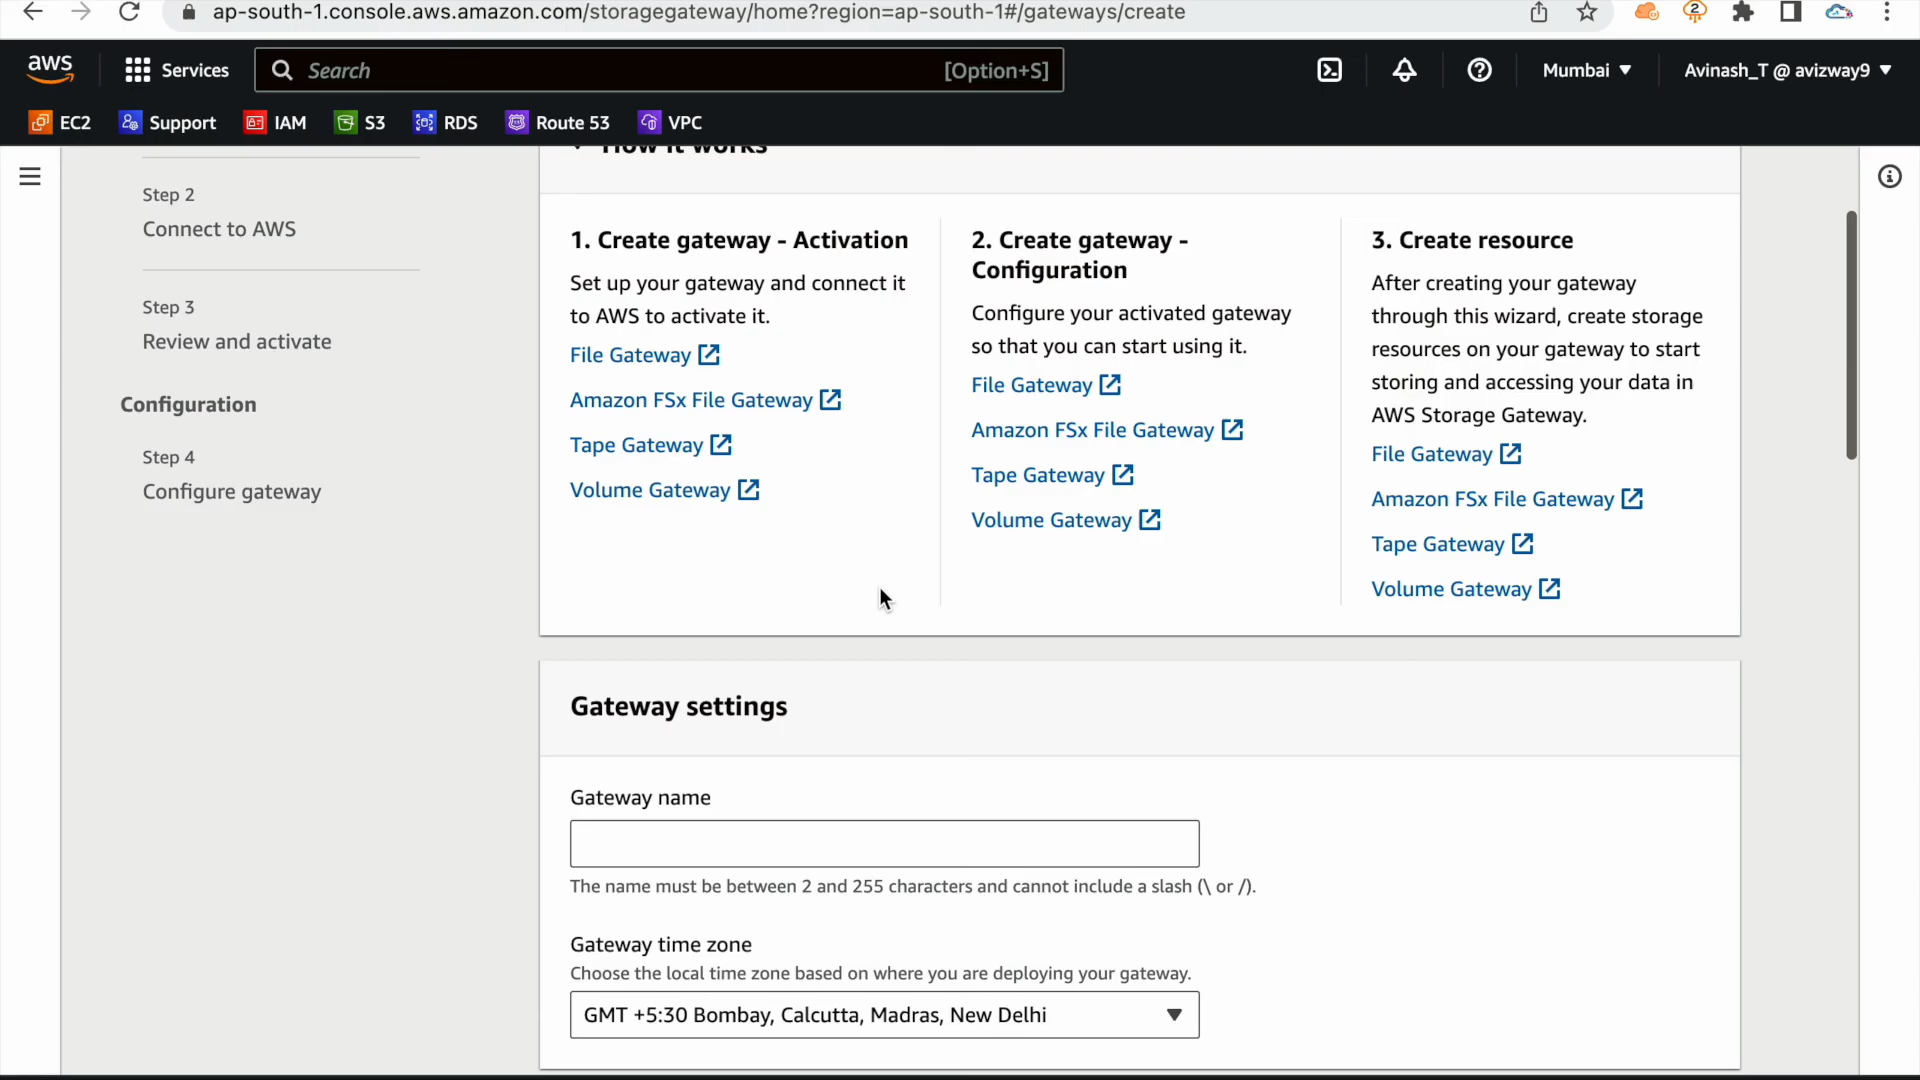 ap-south-1.console.aws.amazon.com/storagegateway/home?region=ap-south-1#/gateways/create
2
aws
Services
Search
[Option+S]
Mumbai
Avinash_T @ avizway9
EC2
Support
IAM
S3
RDS
Route 53
VPC
Step 2
Connect to AWS
Step 3
Review and activate
Configuration
Step 4
Configure gateway
How it works
1. Create gateway - Activation
Set up your gateway and connect it
to AWS to activate it.
File Gateway
Amazon FSx File Gateway
Tape Gateway
Volume Gateway
2. Create gateway -
Configuration
Configure your activated gateway
so that you can start using it.
File Gateway
Amazon FSx File Gateway
Tape Gateway
Volume Gateway
3. Create resource
After creating your gateway
through this wizard, create storage
resources on your gateway to start
storing and accessing your data in
AWS Storage Gateway.
File Gateway
Amazon FSx File Gateway
Tape Gateway
Volume Gateway
Gateway settings
Gateway name
The name must be between 2 and 255 characters and cannot include a slash (\ or /).
Gateway time zone
Choose the local time zone based on where you are deploying your gateway.
GMT +5:30 Bombay, Calcutta, Madras, New Delhi